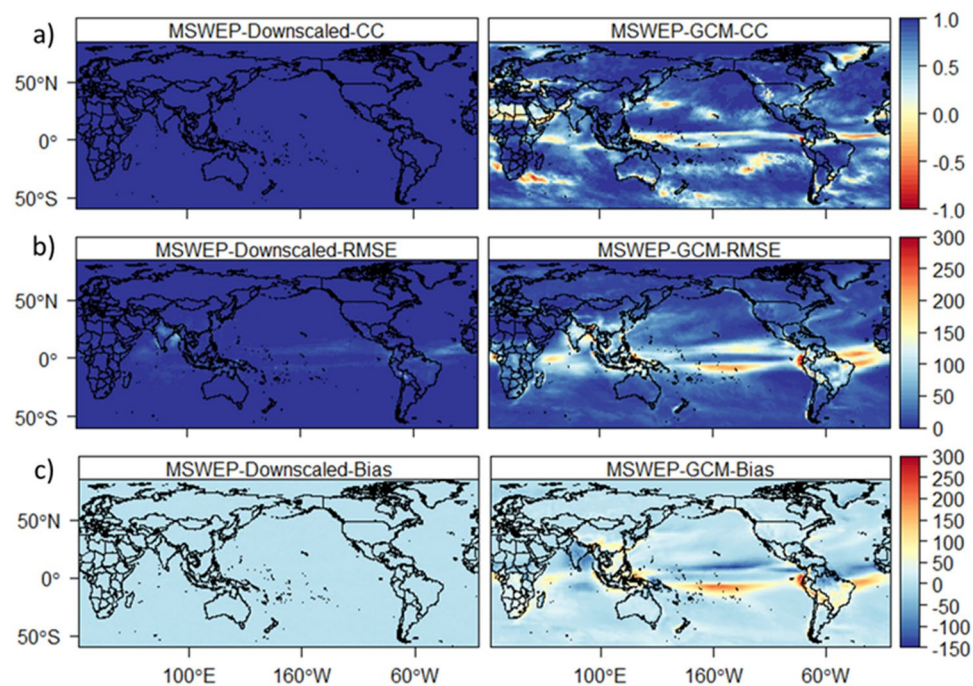 a)
MSWEP-Downscaled-CC
MSWEP-GCM-CC
50°N
0°
50°S
1.0
0.5
0.0
-0.5
-1.0
b)
MSWEP-Downscaled-RMSE
MSWEP-GCM-RMSE
50°N
0°
50°S
300
250
200
150
100
50
0
c)
MSWEP-Downscaled-Bias
MSWEP-GCM-Bias
50°N
0°
50°S
300
250
200
150
100
50
0
-50
-100
-150
100°E 160°W 60°W 100°E 160°W 60°W